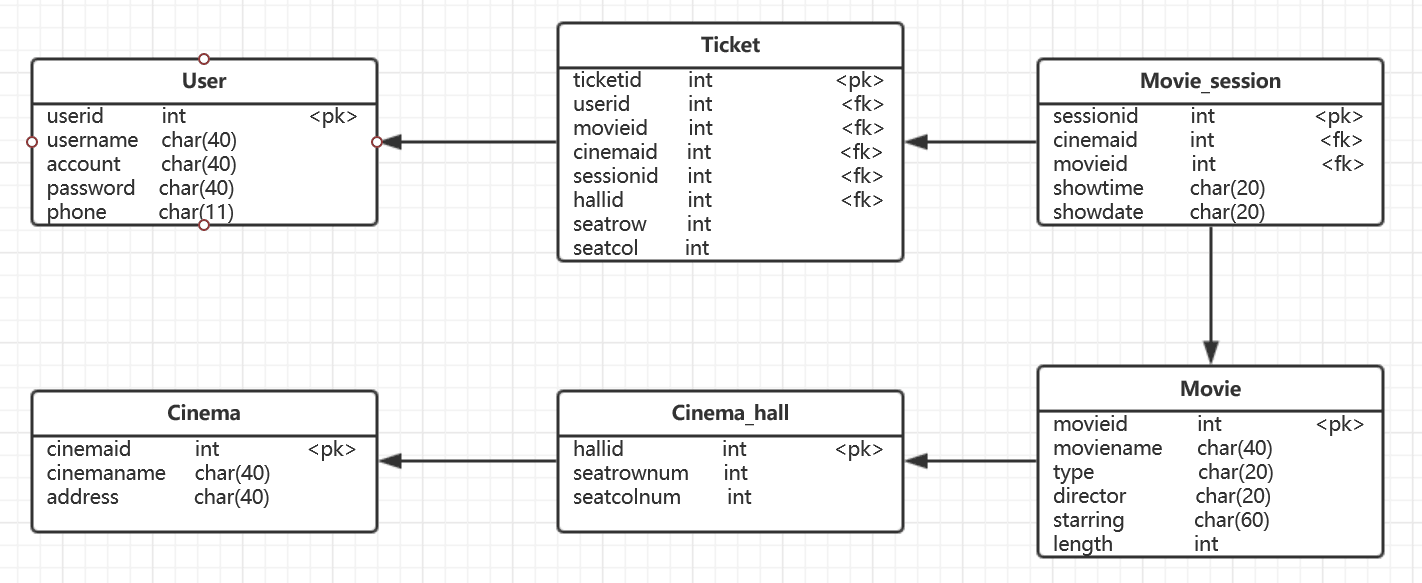 User
userid int <pk>
username char(40)
account char(40)
password char(40)
phone char(11)
Ticket
ticketid int <pk>
userid int <fk>
movieid int <fk>
cinemaid int <fk>
sessionid int <fk>
hallid int <fk>
seatrow int
seatcol int
Movie_session
sessionid int <pk>
cinemaid int <fk>
movieid int <fk>
showtime char(20)
showdate char(20)
Cinema
cinemaid int <pk>
cinemaname char(40)
address char(40)
Cinema_hall
hallid int <pk>
seatrownum int
seatcolnum int
Movie
movieid int <pk>
moviename char(40)
type char(20)
director char(20)
starring char(60)
length int